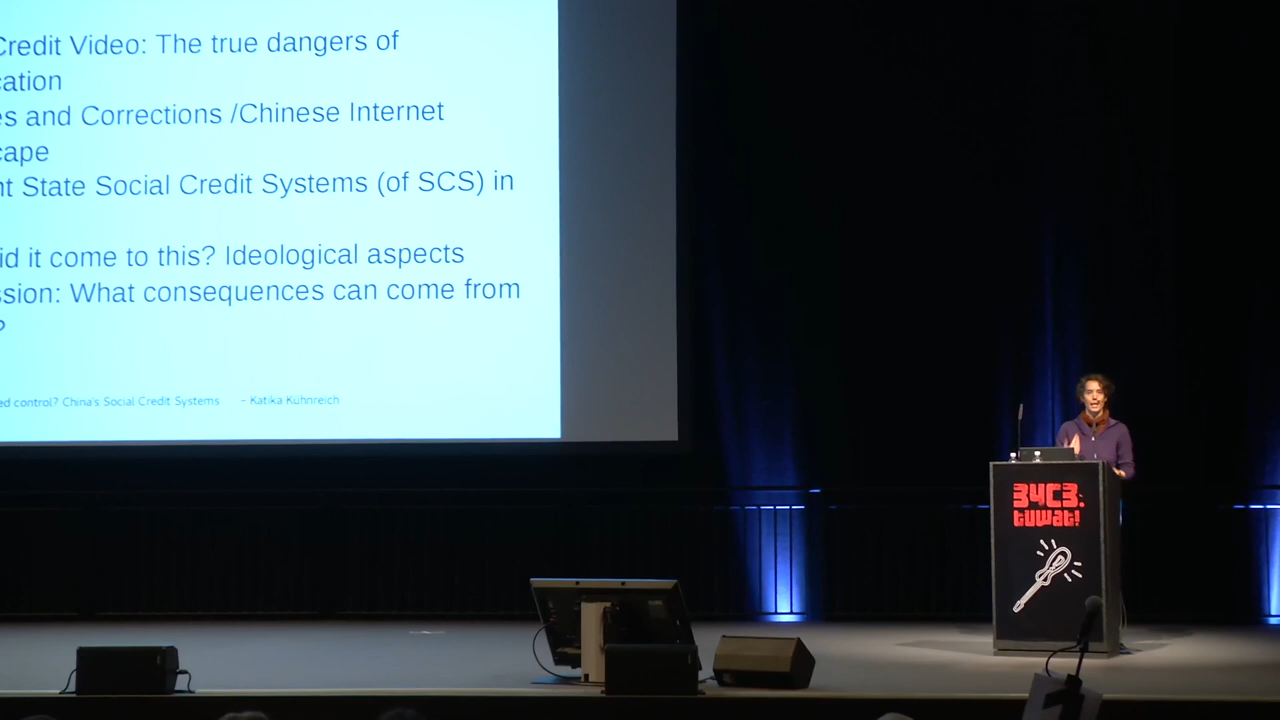 Credit Video: The true dangers of
cation
es and Corrections /Chinese Internet
cape
nt State Social Credit Systems (of SCS) in
id it come to this? Ideological aspects
ssion: What consequences can come from
?
ed control? China's Social Credit Systems – Katika Kühnreich
34C3:
tuwat!